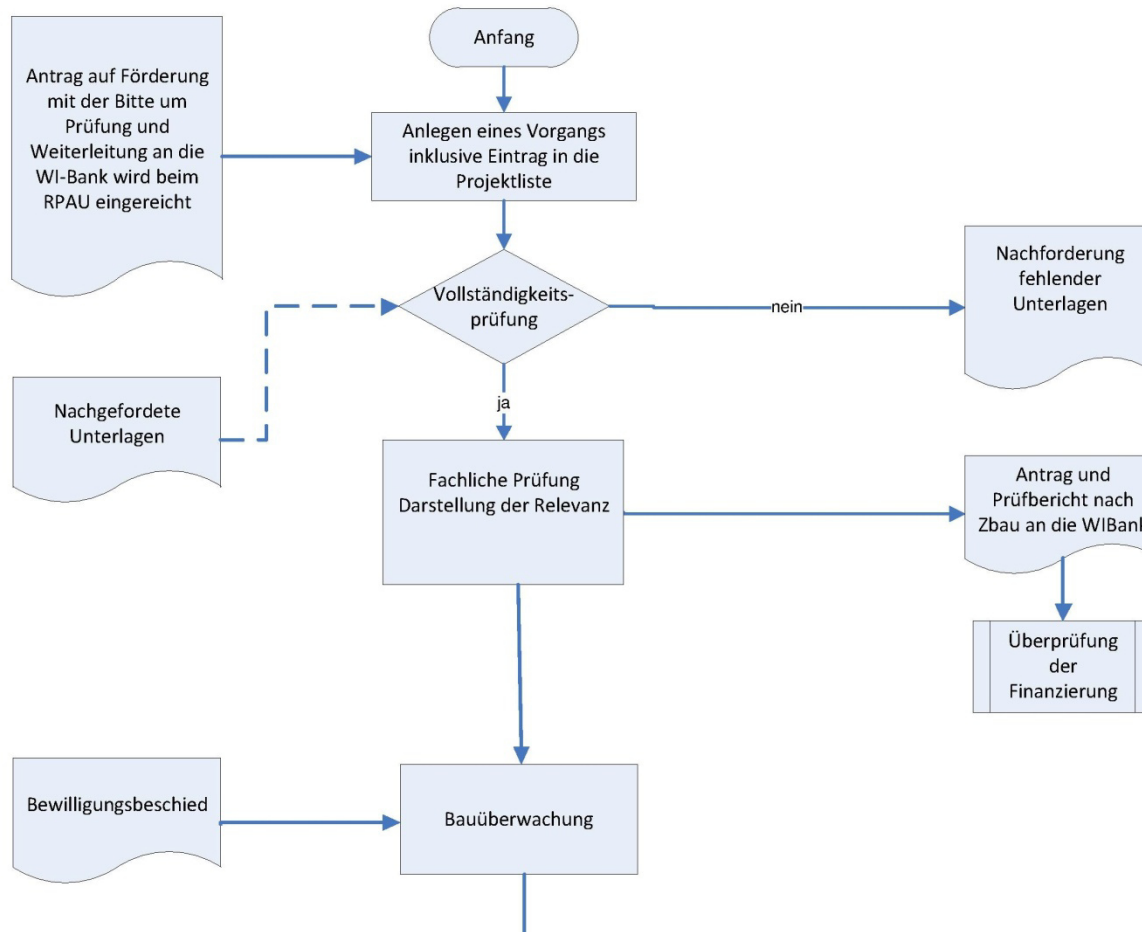 Anfang
Antrag auf Förderung
mit der Bitte um
Prüfung und
Weiterleitung an die
WI-Bank wird beim
RPAU eingereicht
Anlegen eines Vorgangs
inklusive Eintrag in die
Projektliste
Vollständigkeits-
prüfung
nein
Nachforderung
fehlender
Unterlagen
Nachgefordete
Unterlagen
ja
Fachliche Prüfung
Darstellung der Relevanz
Antrag und
Prüfbericht nach
Zbau an die WIBank
Überprüfung
der
Finanzierung
Bewilligungsbeschied
Bauüberwachung